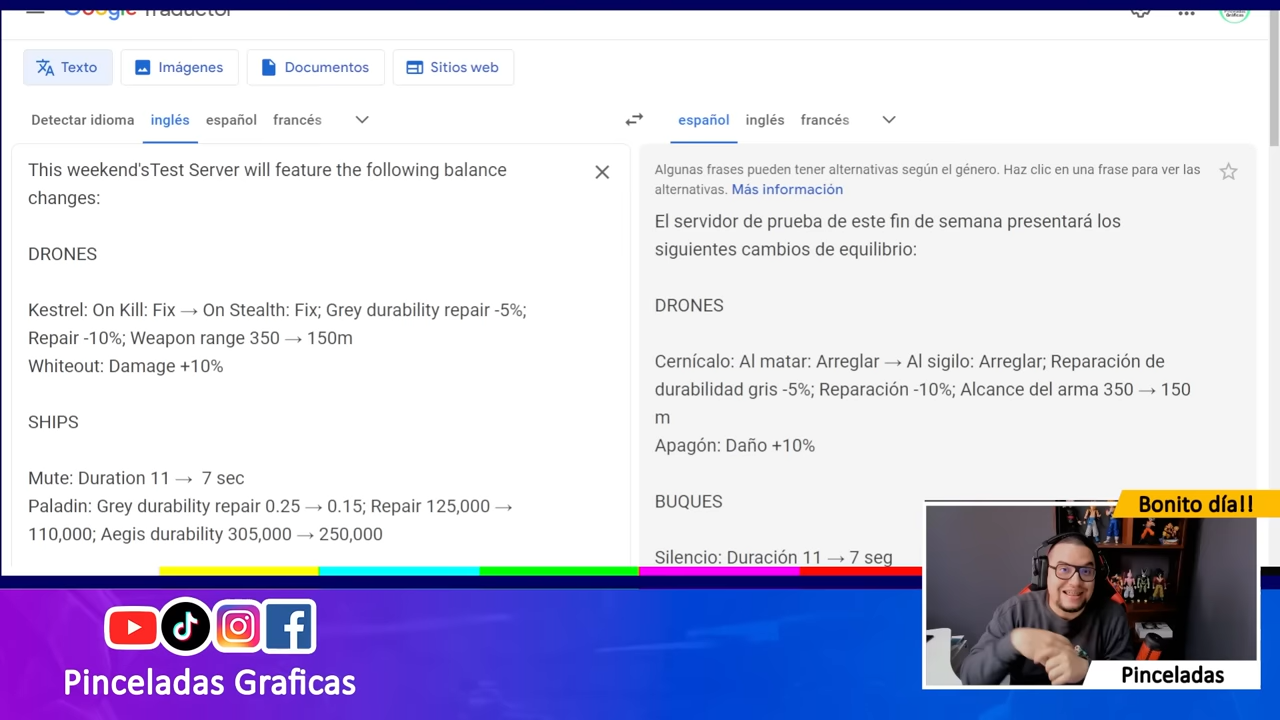 Google Traductor
Texto
Imágenes
Documentos
Sitios web
Detectar idioma
inglés
español
francés
español
inglés
francés
This weekend'sTest Server will feature the following balance
changes:
DRONES
Kestrel: On Kill: Fix → On Stealth: Fix; Grey durability repair -5%;
Repair -10%; Weapon range 350 → 150m
Whiteout: Damage +10%
SHIPS
Mute: Duration 11 →  7 sec
Paladin: Grey durability repair 0.25 → 0.15; Repair 125,000 →
110,000; Aegis durability 305,000 → 250,000
Algunas frases pueden tener alternativas según el género. Haz clic en una frase para ver las
alternativas. Más información
El servidor de prueba de este fin de semana presentará los
siguientes cambios de equilibrio:
DRONES
Cernícalo: Al matar: Arreglar → Al sigilo: Arreglar; Reparación de
durabilidad gris -5%; Reparación -10%; Alcance del arma 350 → 150
m
Apagón: Daño +10%
BUQUES
Silencio: Duración 11 → 7 seg
Bonito día!!
Pinceladas
Pinceladas Graficas